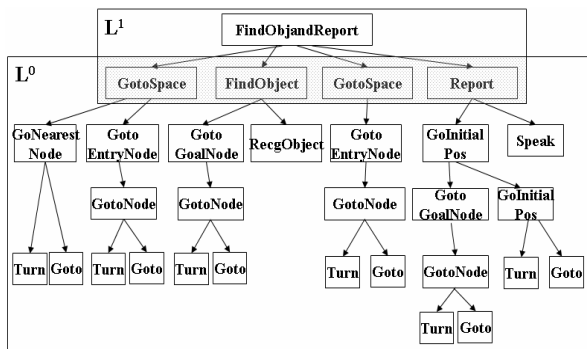 L1
FindObjandReport
L0
GotoSpace FindObject GotoSpace Report
GoNearest Node
Goto EntryNode
Goto GoalNode
RecgObject
Goto EntryNode
GoInitial Pos
Speak
GotoNode GotoNode GotoNode
Goto GoalNode
GoInitial Pos
Turn Goto Turn Goto Turn Goto Turn Goto
GotoNode
Turn Goto
Turn Goto